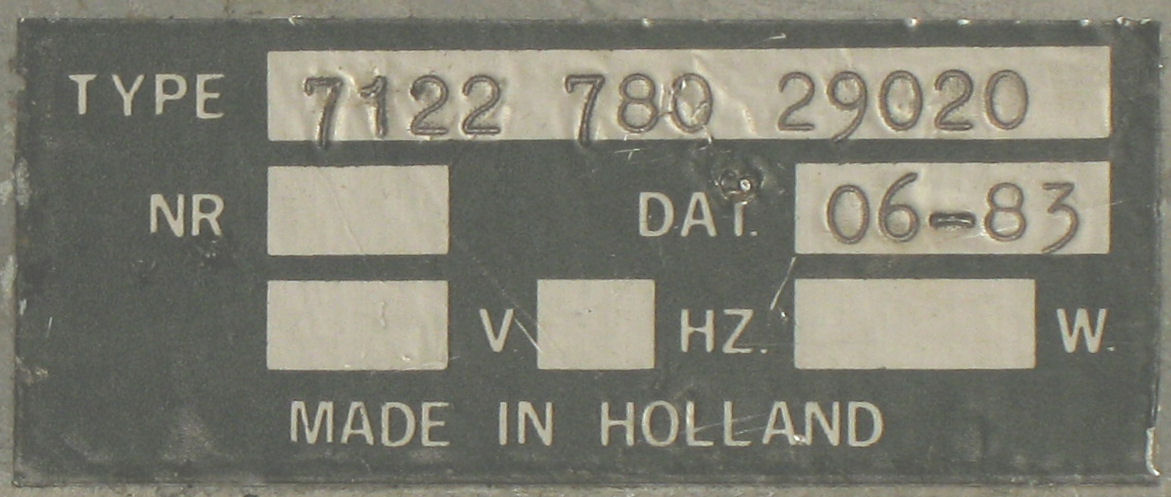 TYPE 7122 780 29020
NR DAT. 06-83
V. HZ. W.
MADE IN HOLLAND